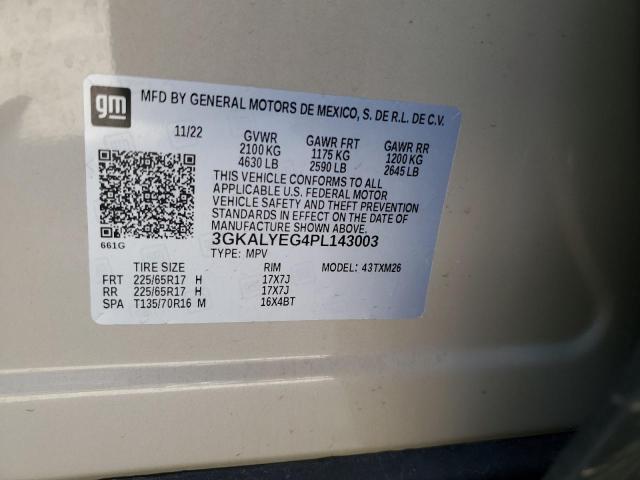 gm
MFD BY GENERAL MOTORS DE MEXICO, S. DE R.L. DE C.V.
11/22 GVWR GAWR FRT GAWR RR
2100 KG 1175 KG 1200 KG
4630 LB 2590 LB 2645 LB
THIS VEHICLE CONFORMS TO ALL
APPLICABLE U.S. FEDERAL MOTOR
VEHICLE SAFETY AND THEFT PREVENTION
STANDARDS IN EFFECT ON THE DATE OF
MANUFACTURE SHOWN ABOVE.
661G 3GKALYEG4PL143003
TYPE: MPV MODEL: 43TXM26
TIRE SIZE RIM
FRT 225/65R17 H 17X7J
RR 225/65R17 H 17X7J
SPA T135/70R16 M 16X4BT